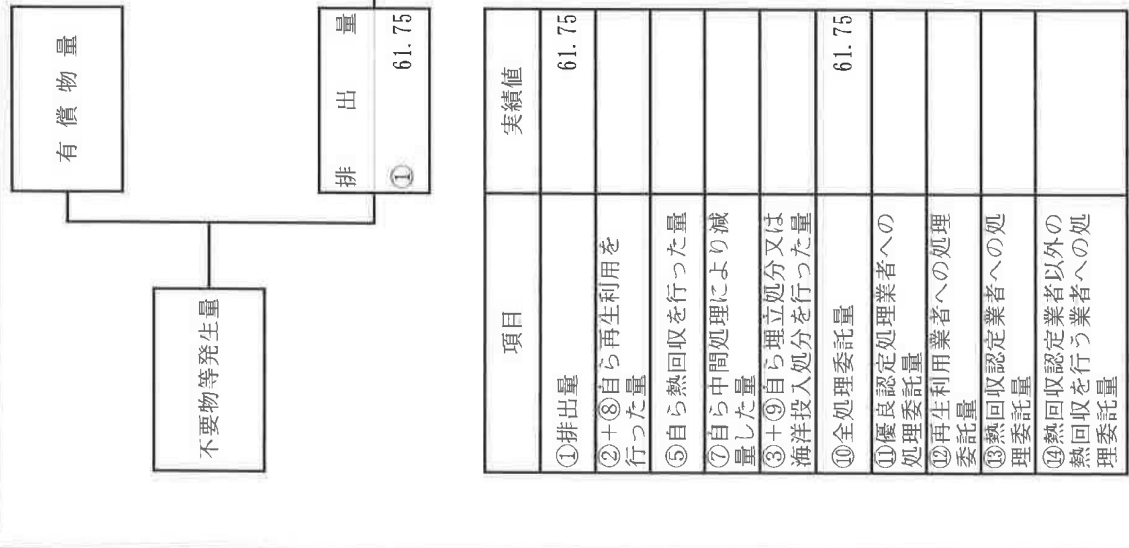 有償物量
不要物等発生量
排出量
① 61.75
項目 実績値
①排出量 61.75
②+⑧自ら再生利用を
行った量
⑤自ら熱回収を行った量
⑦自ら中間処理により減
量した量
③+⑨自ら埋立処分又は
海洋投入処分を行った量
⑩全処理委託量 61.75
⑪優良認定処理業者への
処理委託量
⑫再生利用業者への処理
委託量
⑬熱回収認定業者への処
理委託量
⑭熱回収認定業者以外の
熱回収を行う業者への処
理委託量